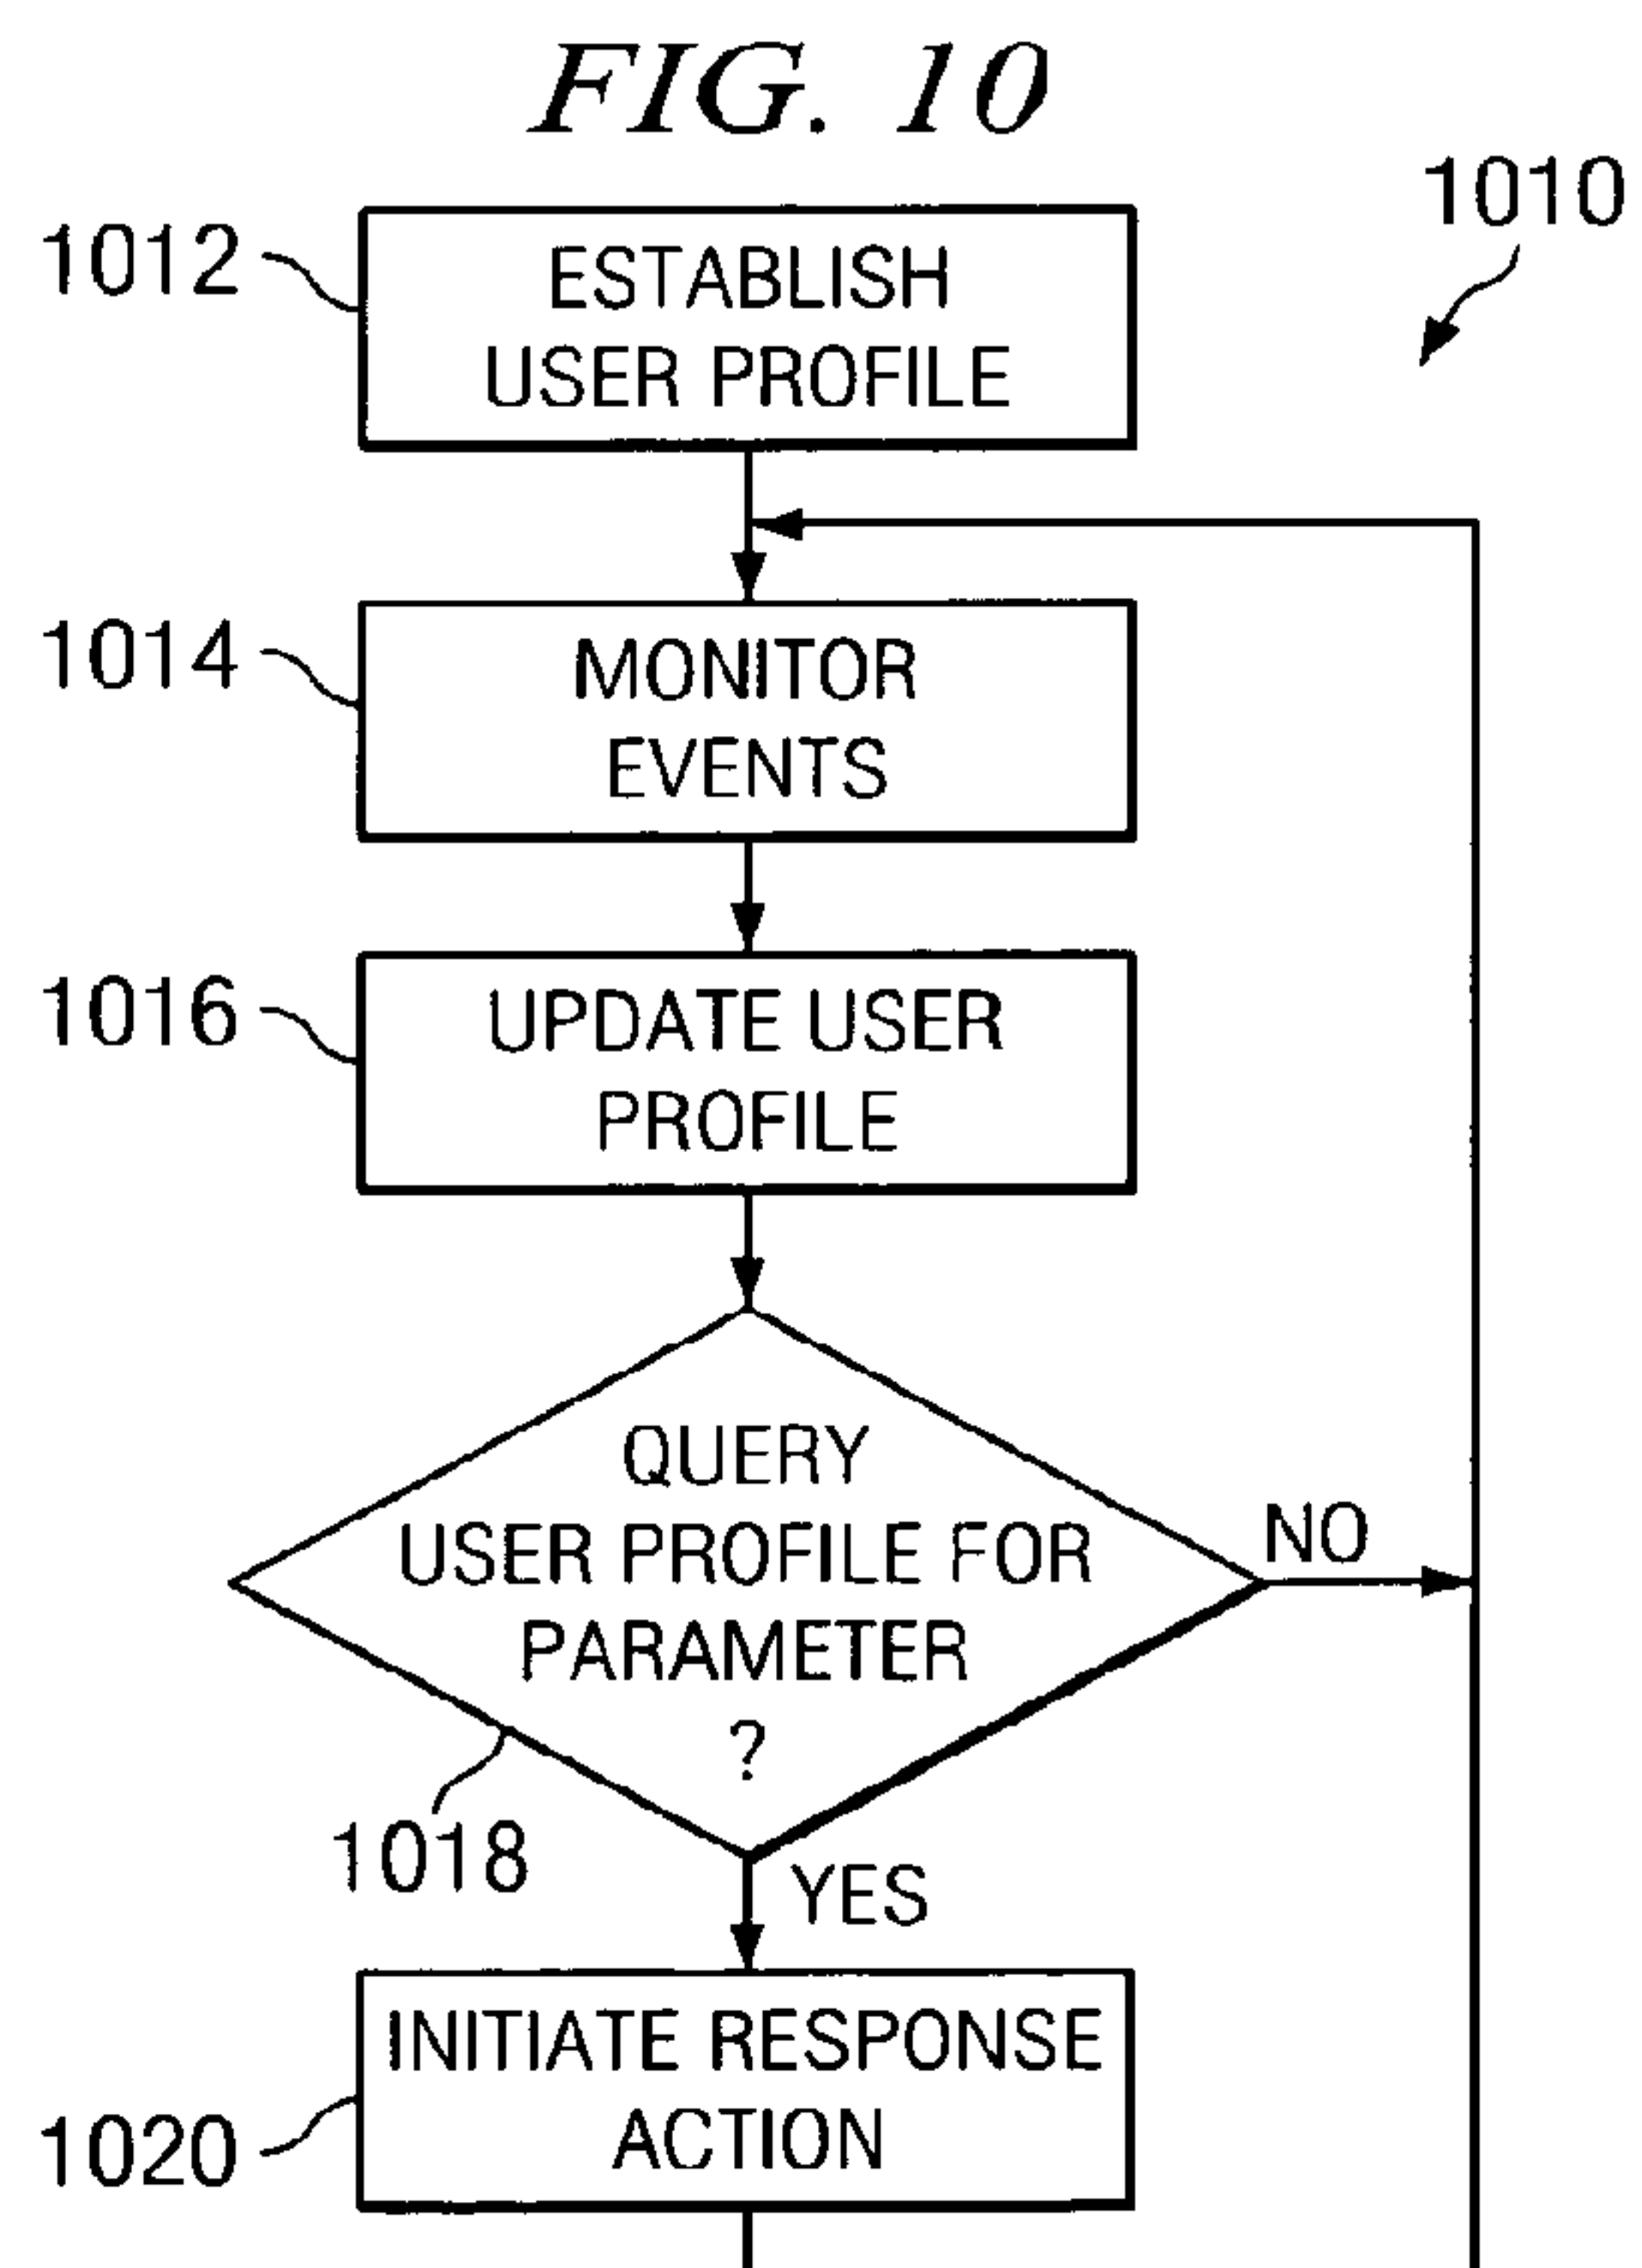 FIG. 10
1010
1012
ESTABLISH
USER PROFILE
1014
MONITOR
EVENTS
1016
UPDATE USER
PROFILE
QUERY
USER PROFILE FOR
PARAMETER
?
NO
1018
YES
INITIATE RESPONSE
ACTION
1020